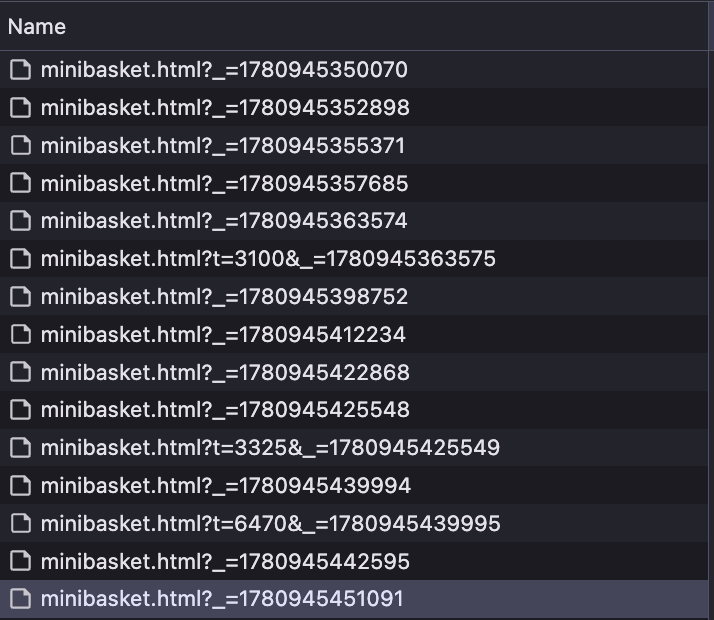 Name
minibasket.html?_=1780945350070
minibasket.html?_=1780945352898
minibasket.html?_=1780945355371
minibasket.html?_=1780945357685
minibasket.html?_=1780945363574
minibasket.html?t=3100&_=1780945363575
minibasket.html?_=1780945398752
minibasket.html?_=1780945412234
minibasket.html?_=1780945422868
minibasket.html?_=1780945425548
minibasket.html?t=3325&_=1780945425549
minibasket.html?_=1780945439994
minibasket.html?t=6470&_=1780945439995
minibasket.html?_=1780945442595
minibasket.html?_=1780945451091